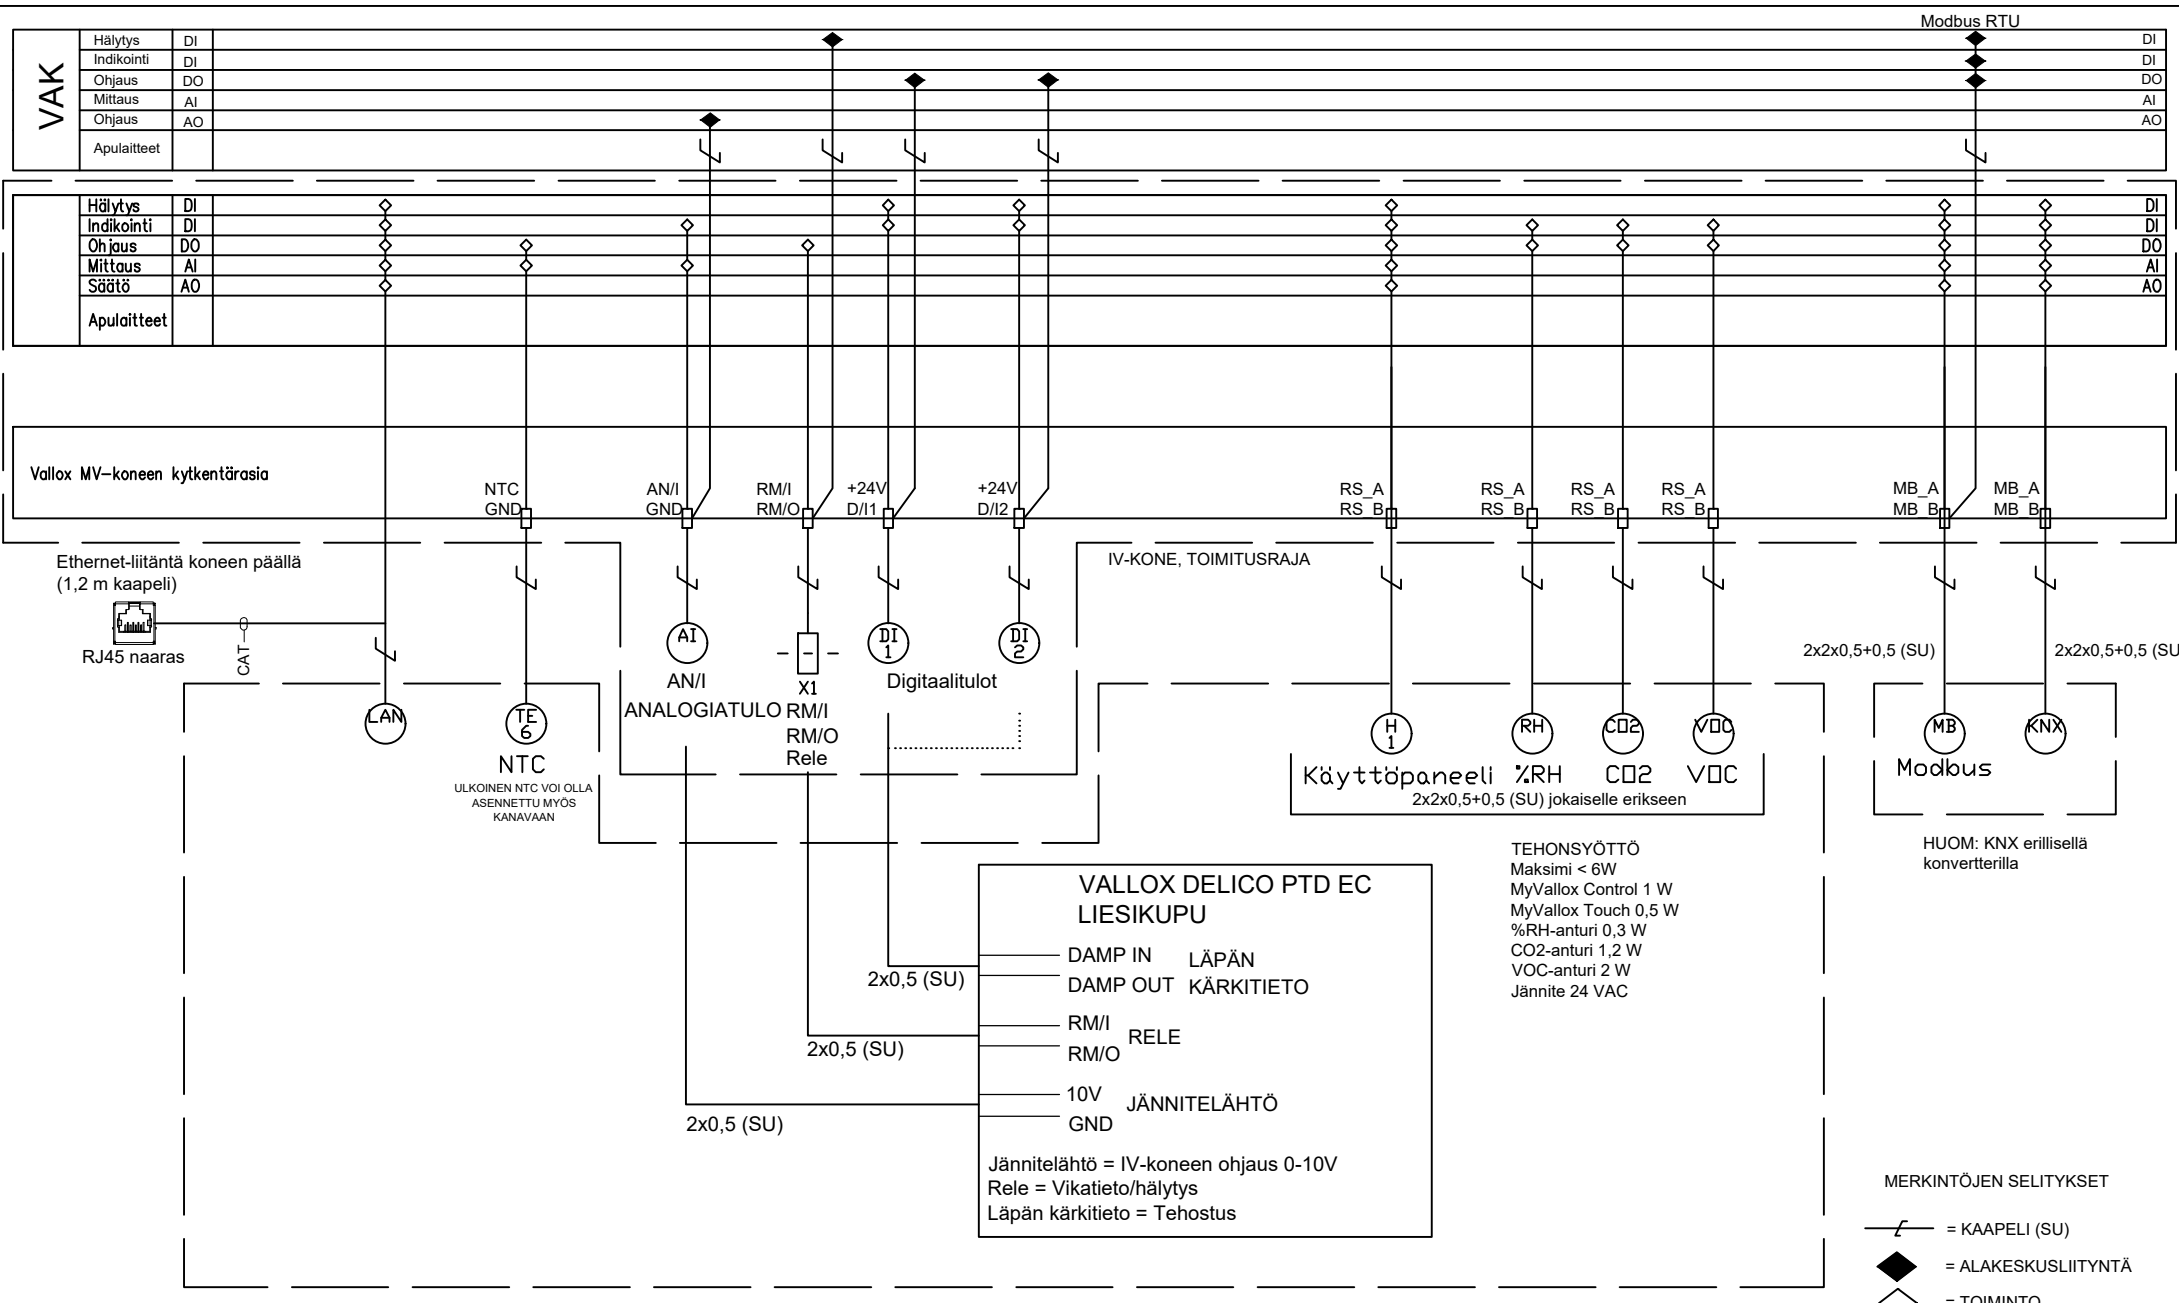 Modbus RTU
VAK
Hälytys DI DI
Indikointi DI DI
Ohjaus DO DO
Mittaus AI AI
Ohjaus AO AO
Apulaitteet
Hälytys DI DI
Indikointi DI DI
Ohjaus DO DO
Mittaus AI AI
Säätö AO AO
Apulaitteet
Vallox MV-koneen kytkentärasia
NTC
GND
AN/I
GND
RM/I
RM/O
+24V
D/I1
+24V
D/I2
RS_A
RS_B
RS_A
RS_B
RS_A
RS_B
RS_A
RS_B
MB_A
MB_B
MB_A
MB_B
Ethernet-liitäntä koneen päällä
(1,2 m kaapeli)
RJ45 naaras
CAT
IV-KONE, TOIMITUSRAJA
LAN
TE
6
NTC
ULKOINEN NTC VOI OLLA
ASENNETTU MYÖS
KANAVAAN
AI
AN/I
ANALOGIATULO
X1
RM/I
RM/O
Rele
DI
1
DI
2
Digitaalitulot
H
1
Käyttöpaneeli
RH
%RH
CO2
CO2
VOC
VOC
2x2x0,5+0,5 (SU) jokaiselle erikseen
2x2x0,5+0,5 (SU)
2x2x0,5+0,5 (SU
MB
Modbus
KNX
HUOM: KNX erillisellä
konvertterilla
TEHONSYÖTTÖ
Maksimi < 6W
MyVallox Control 1 W
MyVallox Touch 0,5 W
%RH-anturi 0,3 W
CO2-anturi 1,2 W
VOC-anturi 2 W
Jännite 24 VAC
VALLOX DELICO PTD EC
LIESIKUPU
DAMP IN
DAMP OUT
LÄPÄN
KÄRKITIETO
2x0,5 (SU)
RM/I
RM/O
RELE
2x0,5 (SU)
10V
GND
JÄNNITELÄHTÖ
2x0,5 (SU)
Jännitelähtö = IV-koneen ohjaus 0-10V
Rele = Vikatieto/hälytys
Läpän kärkitieto = Tehostus
MERKINTÖJEN SELITYKSET
= KAAPELI (SU)
= ALAKESKUSLIITYNTÄ
= TOIMINTO